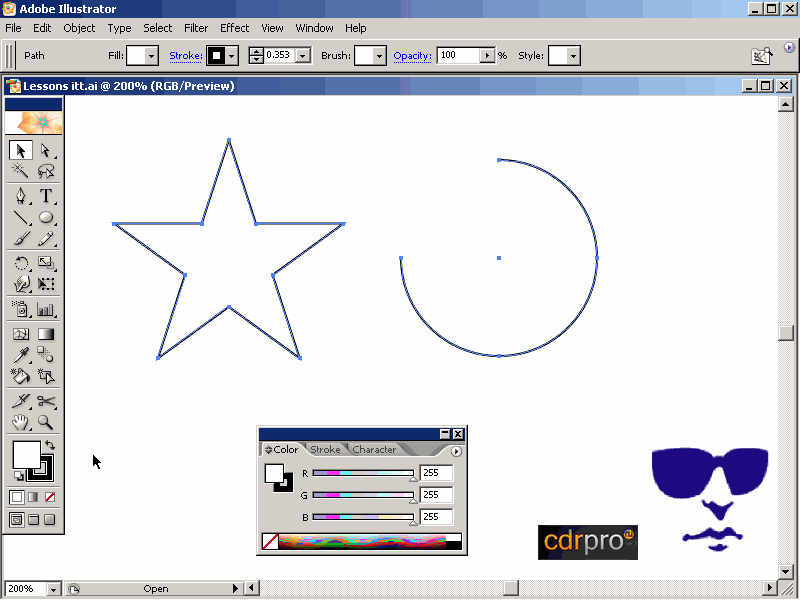 Adobe Illustrator
File Edit Object Type Select Filter Effect View Window Help
Path Fill: Stroke: 0.353 Brush: Opacity: 100 % Style:
Lessons itt.ai @ 200% (RGB/Preview)
T
Color Stroke Character
R 255
G 255
B 255
cdrpro
200% Open